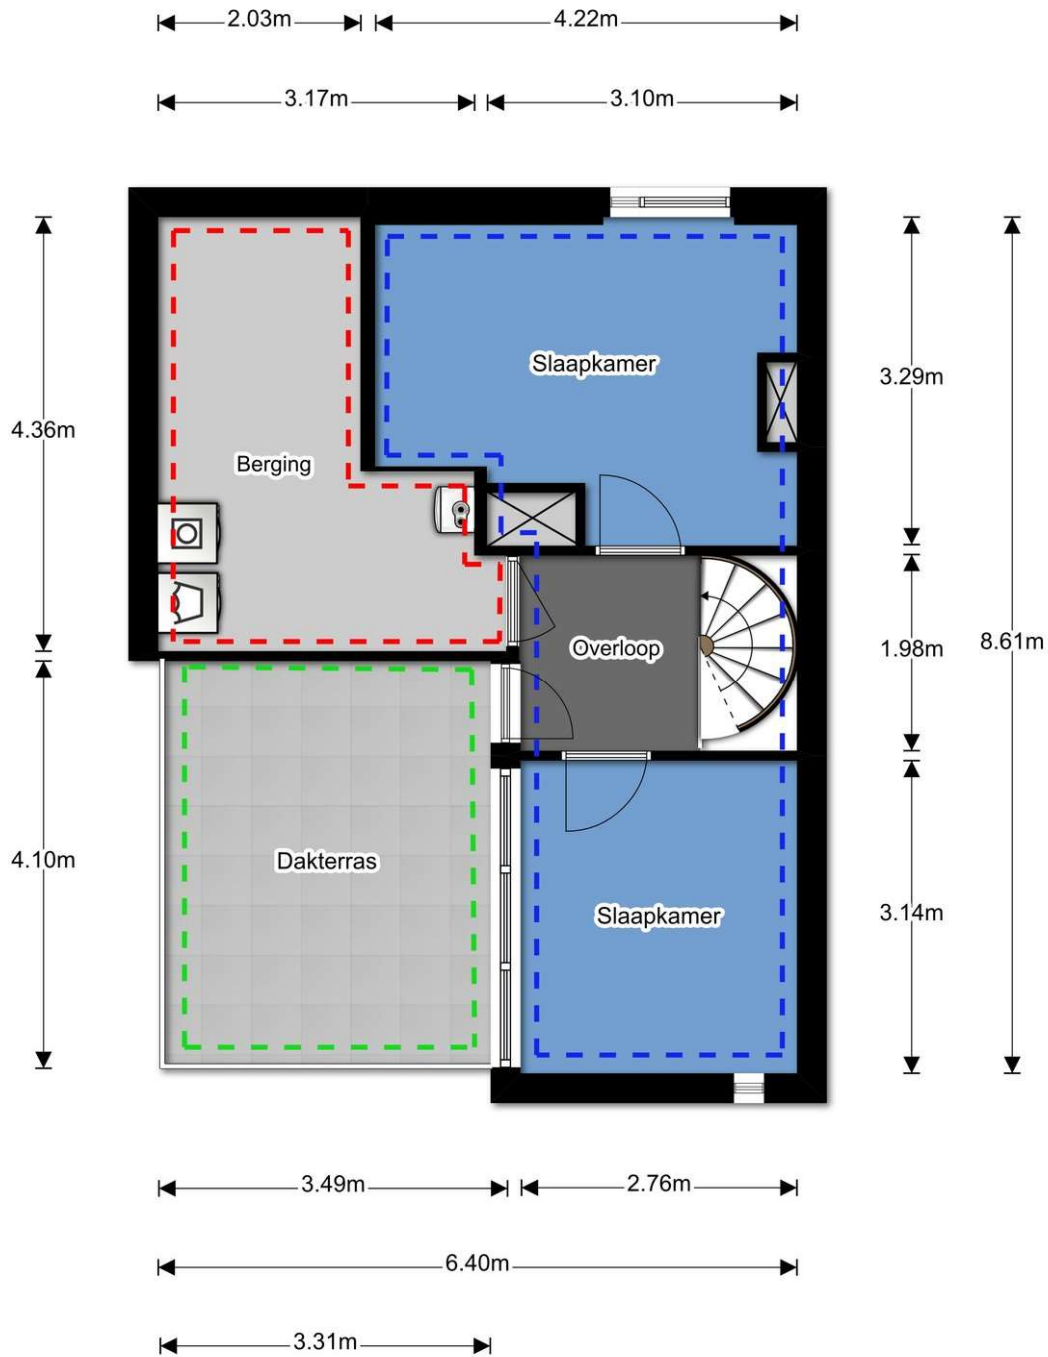 2.03m
4.22m
3.17m
3.10m
Slaapkamer
3.29m
4.36m
Berging
Overloop
1.98m
8.61m
Dakterras
4.10m
Slaapkamer
3.14m
3.49m
2.76m
6.40m
3.31m